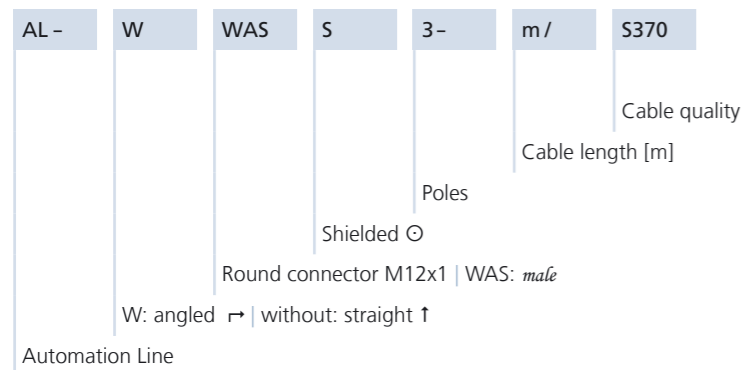 AL – W WAS S 3 – m / S370
Cable quality
Cable length [m]
Poles
Shielded ⊙
Round connector M12x1 | WAS: male
W: angled ↱ | without: straight ↑
Automation Line